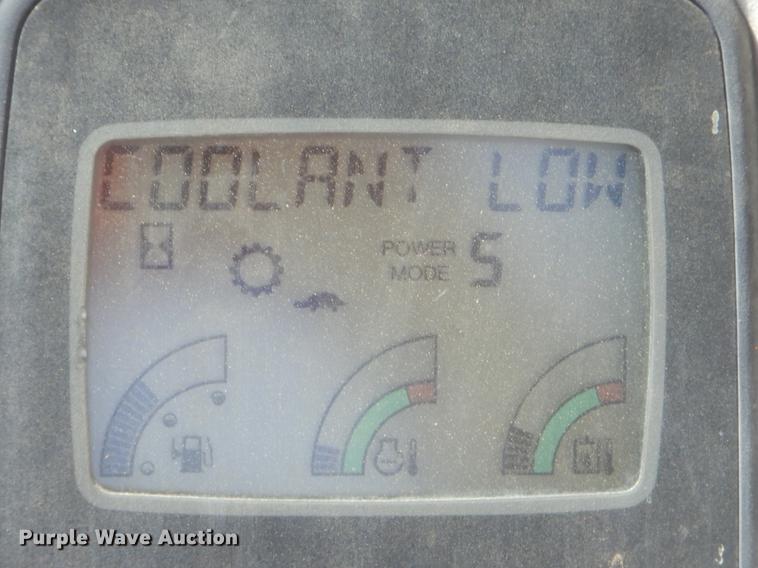 COOLANT LOW
POWER
MODE 5
Purple Wave Auction